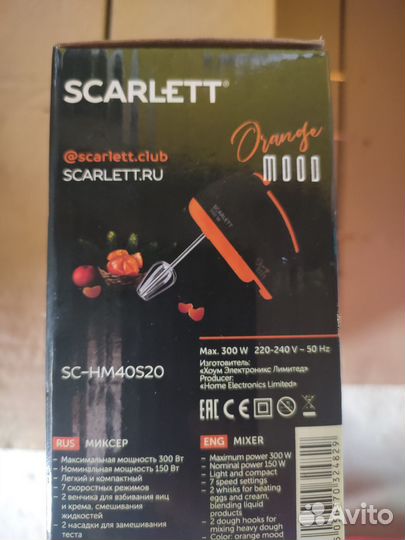 SCARLETT®
Orange
MOOD
@scarlett.club
SCARLETT.RU
SCARLETT
SC-HM40S20
Max. 300 W 220-240 V ~ 50 Hz
Изготовитель:
«Хоум Электроникс Лимитед»
Producer:
«Home Electronics Limited»
EAC CE
RUS МИКСЕР
- Максимальная мощность 300 Вт
- Номинальная мощность 150 Вт
- Легкий и компактный
- 7 скоростных режимов
- 2 венчика для взбивания яиц
и крема, смешивания
жидкостей
- 2 насадки для замешивания
теста
ENG MIXER
- Maximum power 300 W
- Nominal power 150 W
- Light and compact
- 7 speed settings
- 2 whisks for beating
eggs and cream,
blending liquid
products
- 2 dough hooks for
mixing heavy dough
- Color: orange mood
Avito